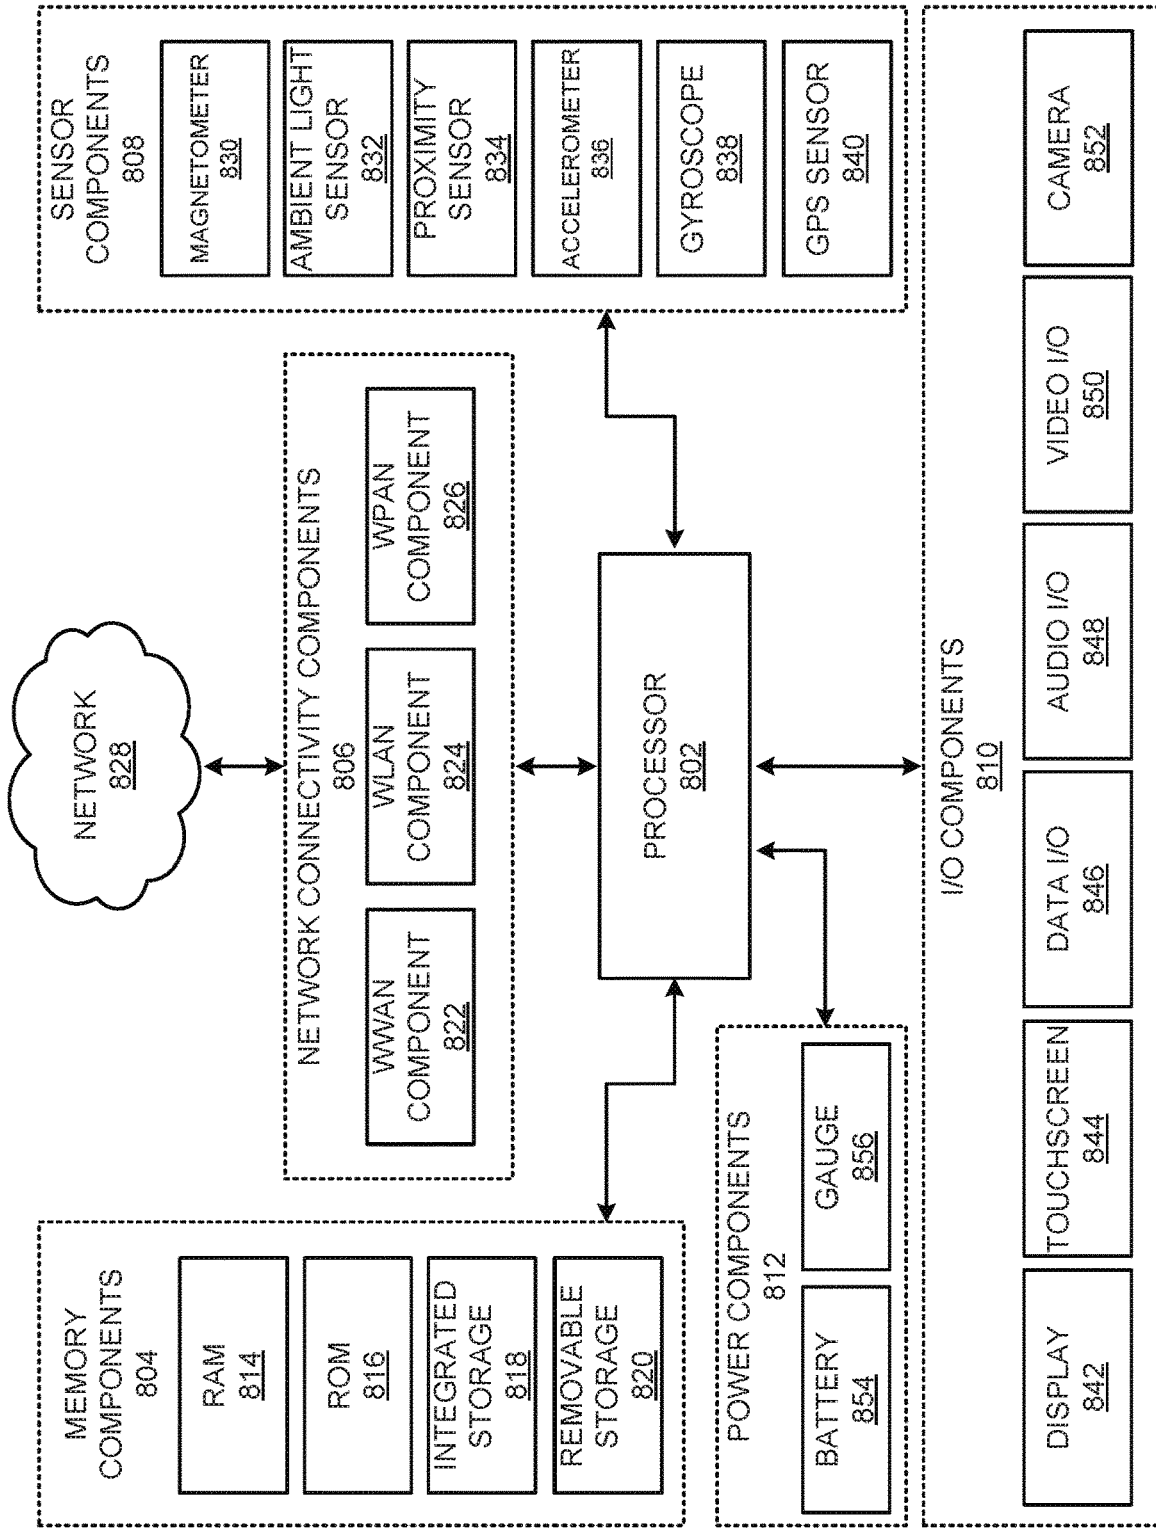 NETWORK
828
MEMORY
COMPONENTS
804
RAM
814
ROM
816
INTEGRATED
STORAGE
818
REMOVABLE
STORAGE
820
NETWORK CONNECTIVITY COMPONENTS
806
WWAN
COMPONENT
822
WLAN
COMPONENT
824
WPAN
COMPONENT
826
SENSOR
COMPONENTS
808
MAGNETOMETER
830
AMBIENT LIGHT
SENSOR
832
PROXIMITY
SENSOR
834
ACCELEROMETER
836
GYROSCOPE
838
GPS SENSOR
840
PROCESSOR
802
POWER COMPONENTS
812
BATTERY
854
GAUGE
856
I/O COMPONENTS
810
DISPLAY
842
TOUCHSCREEN
844
DATA I/O
846
AUDIO I/O
848
VIDEO I/O
850
CAMERA
852